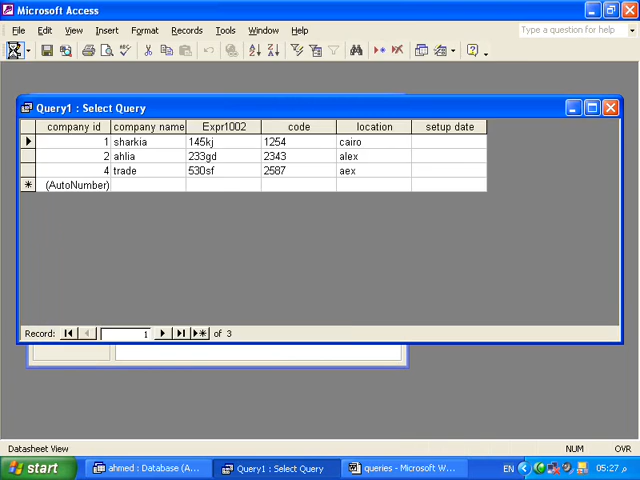 Microsoft Access
File Edit View Insert Format Records Tools Window Help
Type a question for help
Query1 : Select Query
company id company name Expr1002 code location setup date
1 sharkia 145kj 1254 cairo
2 ahlia 233gd 2343 alex
4 trade 530sf 2587 aex
(AutoNumber)
Record: 1 of 3
Datasheet View NUM OVR
start ahmed : Database (A... Query1 : Select Query queries - Microsoft W... EN 05:27 م